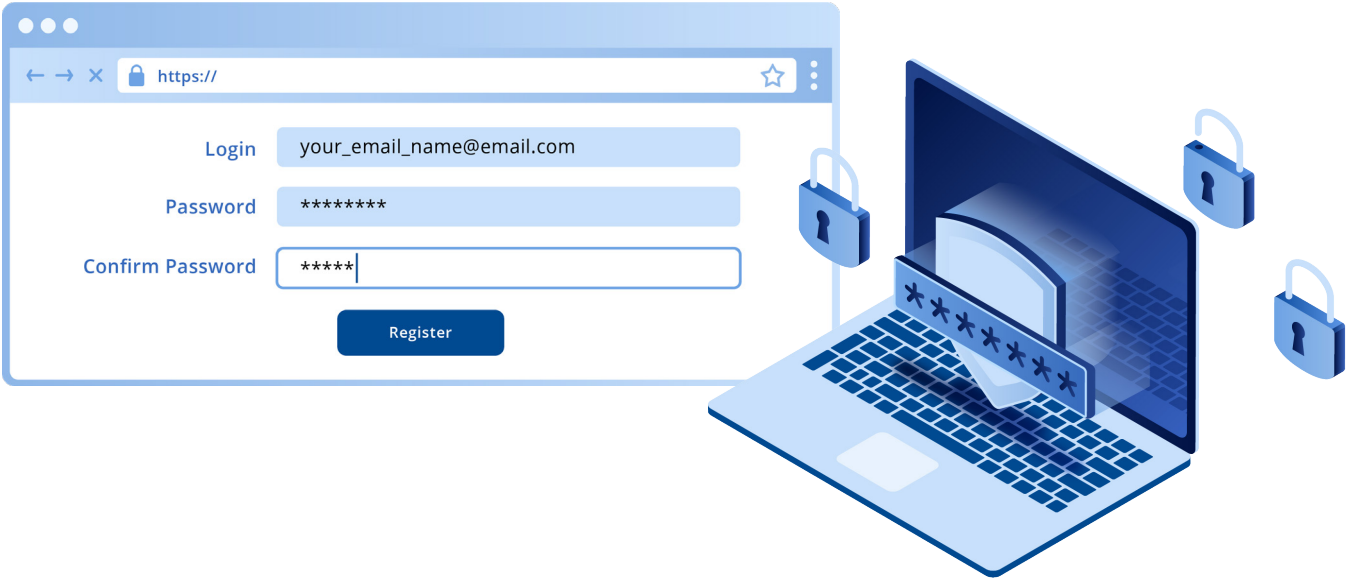 https://
Login
your_email_name@email.com
Password
********
Confirm Password
*****
Register
*******